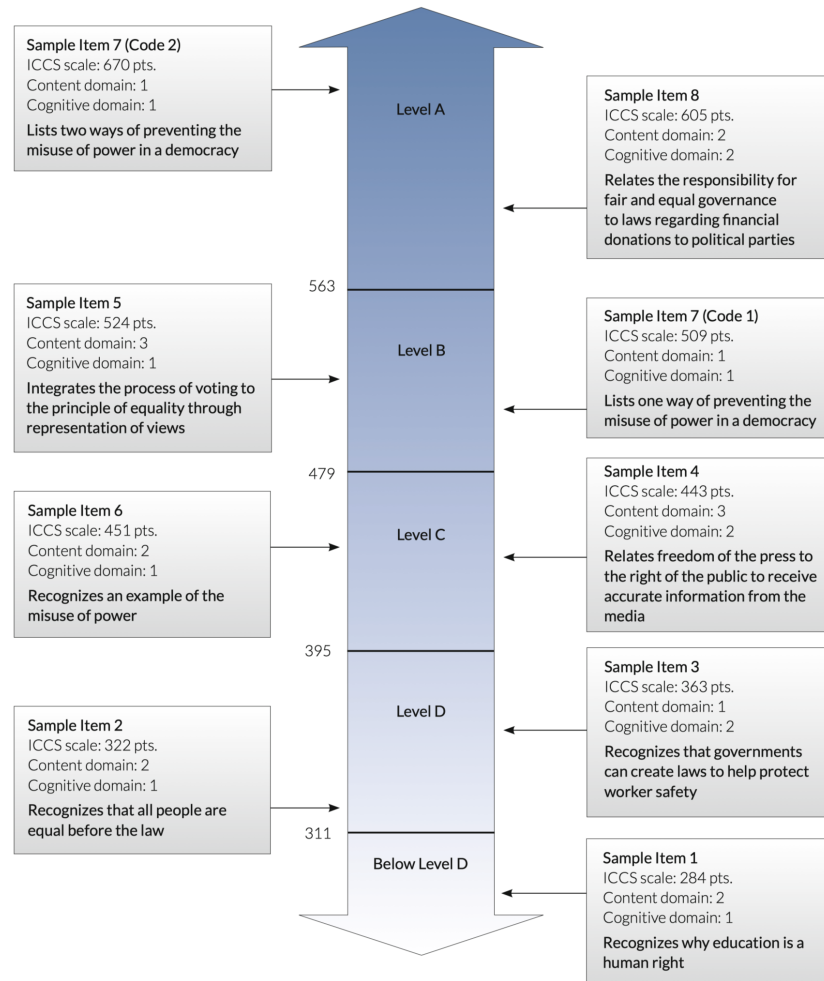 Sample Item 7 (Code 2)
ICCS scale: 670 pts.
Content domain: 1
Cognitive domain: 1
Lists two ways of preventing the
misuse of power in a democracy
Level A
Sample Item 8
ICCS scale: 605 pts.
Content domain: 2
Cognitive domain: 2
Relates the responsibility for
fair and equal governance
to laws regarding financial
donations to political parties
563
Sample Item 5
ICCS scale: 524 pts.
Content domain: 3
Cognitive domain: 1
Integrates the process of voting to
the principle of equality through
representation of views
Level B
Sample Item 7 (Code 1)
ICCS scale: 509 pts.
Content domain: 1
Cognitive domain: 1
Lists one way of preventing the
misuse of power in a democracy
479
Sample Item 6
ICCS scale: 451 pts.
Content domain: 2
Cognitive domain: 1
Recognizes an example of the
misuse of power
Level C
Sample Item 4
ICCS scale: 443 pts.
Content domain: 3
Cognitive domain: 2
Relates freedom of the press to
the right of the public to receive
accurate information from the
media
395
Sample Item 2
ICCS scale: 322 pts.
Content domain: 2
Cognitive domain: 1
Recognizes that all people are
equal before the law
Level D
Sample Item 3
ICCS scale: 363 pts.
Content domain: 1
Cognitive domain: 2
Recognizes that governments
can create laws to help protect
worker safety
311
Below Level D
Sample Item 1
ICCS scale: 284 pts.
Content domain: 2
Cognitive domain: 1
Recognizes why education is a
human right